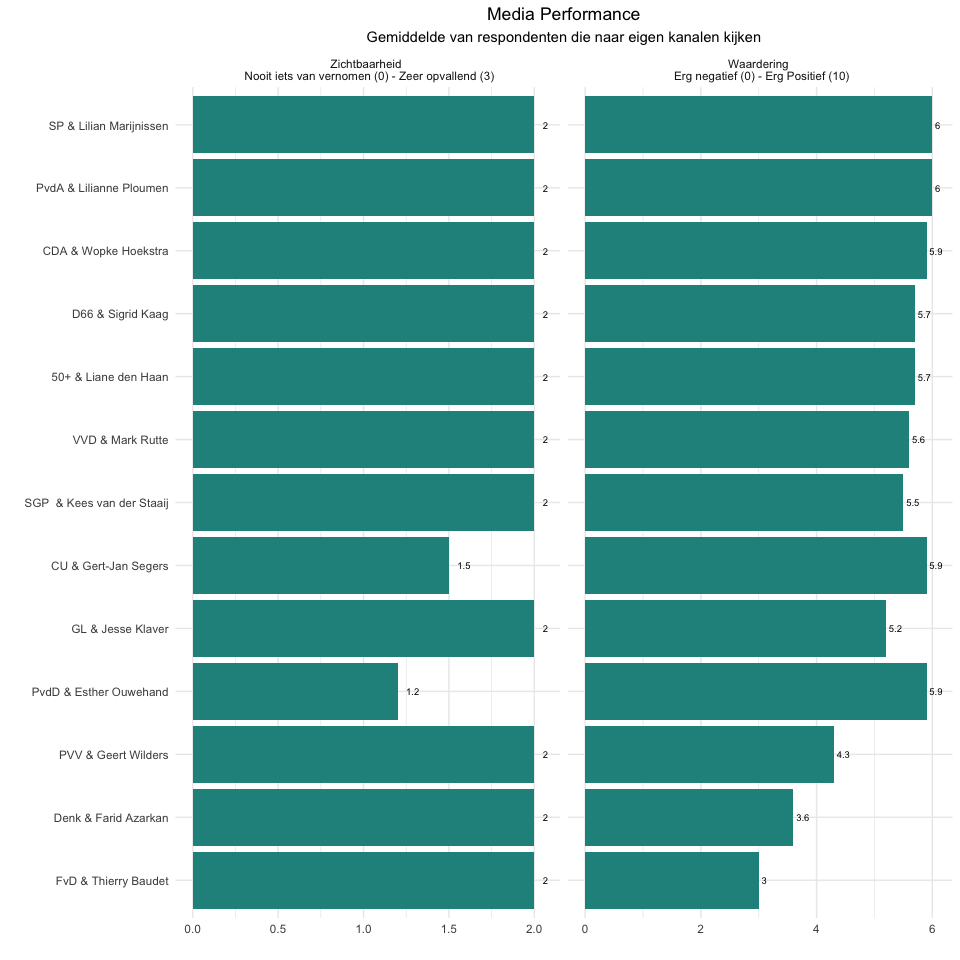 Media Performance
Gemiddelde van respondenten die naar eigen kanalen kijken
Zichtbaarheid
Nooit iets van vernomen (0) - Zeer opvallend (3)
Waardering
Erg negatief (0) - Erg Positief (10)
SP & Lilian Marijnissen 2 6
PvdA & Lilianne Ploumen 2 6
CDA & Wopke Hoekstra 2 5.9
D66 & Sigrid Kaag 2 5.7
50+ & Liane den Haan 2 5.7
VVD & Mark Rutte 2 5.6
SGP  & Kees van der Staaij 2 5.5
CU & Gert-Jan Segers 1.5 5.9
GL & Jesse Klaver 2 5.2
PvdD & Esther Ouwehand 1.2 5.9
PVV & Geert Wilders 2 4.3
Denk & Farid Azarkan 2 3.6
FvD & Thierry Baudet 2 3
0.0 0.5 1.0 1.5 2.0 0 2 4 6